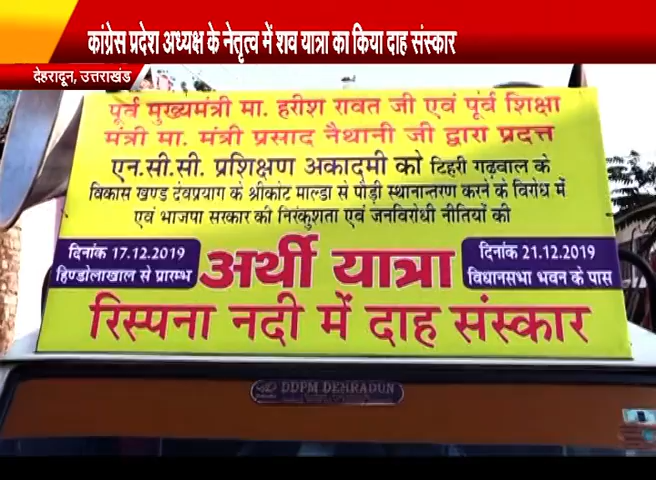 कांग्रेस प्रदेश अध्यक्ष के नेतृत्व में शव यात्रा का किया दाह संस्कार
देहरादून, उत्तराखंड
पूर्व मुख्यमंत्री मा. हरीश रावत जी एवं पूर्व शिक्षा
मंत्री मा. मंत्री प्रसाद नैथानी जी द्वारा प्रदत्त
एन.सी.सी. प्रशिक्षण अकादमी को टिहरी गढ़वाल के
विकास खण्ड देवप्रयाग के श्रीकोट माल्डा से पौड़ी स्थानान्तरण करने के विरोध में
एवं भाजपा सरकार की निरंकुशता एवं जनविरोधी नीतियों की
दिनांक 17.12.2019
हिण्डोलाखाल से प्रारम्भ
अर्थी यात्रा
दिनांक 21.12.2019
विधानसभा भवन के पास
रिस्पना नदी में दाह संस्कार
DDPM DEHRADUN